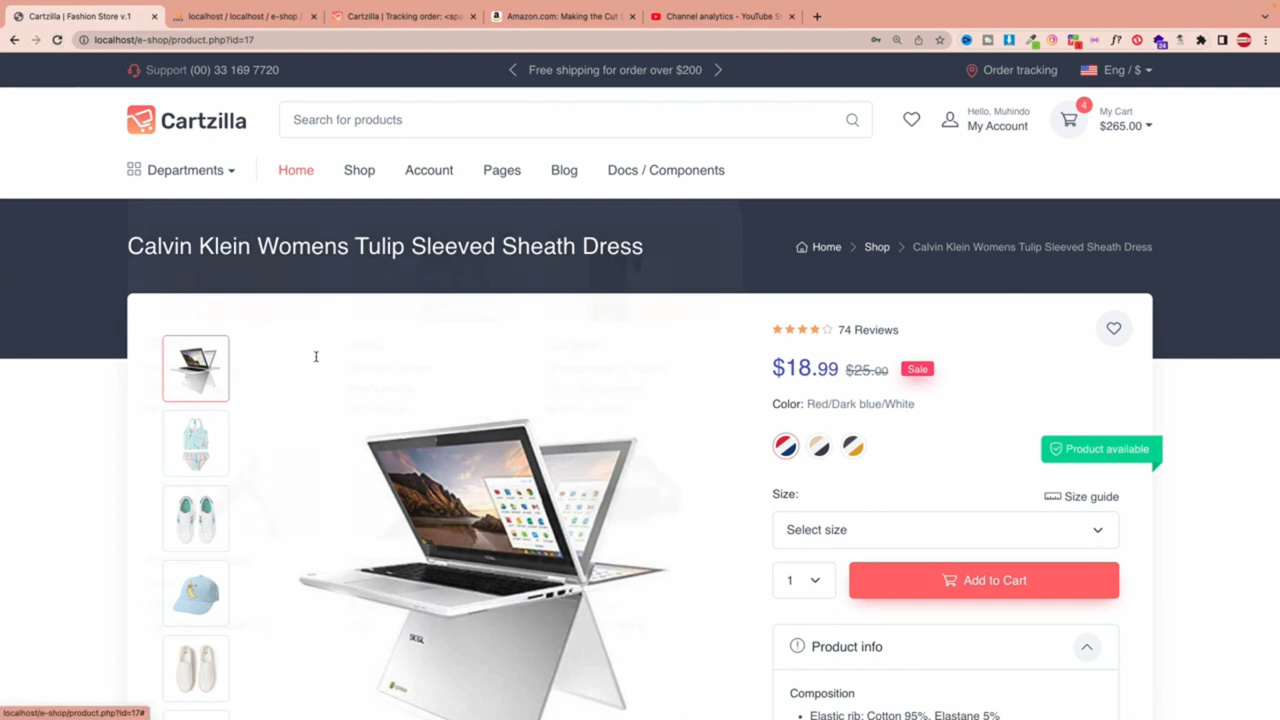 Cartzilla | Fashion Store v.1
localhost / localhost / e-shop /
Cartzilla | Tracking order: <spa
Amazon.com: Making the Cut
Channel analytics - YouTube S
localhost/e-shop/product.php?id=17
Support (00) 33 169 7720
Free shipping for order over $200
Order tracking
Eng / $
Cartzilla
Search for products
Hello, Muhindo
My Account
4
My Cart
$265.00
Departments
Home
Shop
Account
Pages
Blog
Docs / Components
Calvin Klein Womens Tulip Sleeved Sheath Dress
Home
Shop
Calvin Klein Womens Tulip Sleeved Sheath Dress
74 Reviews
$18.99 $25.00 Sale
Color: Red/Dark blue/White
Product available
Size:
Size guide
Select size
1
Add to Cart
Product info
Composition
• Elastic rib: Cotton 95%, Elastane 5%
localhost/e-shop/product.php?id=17#